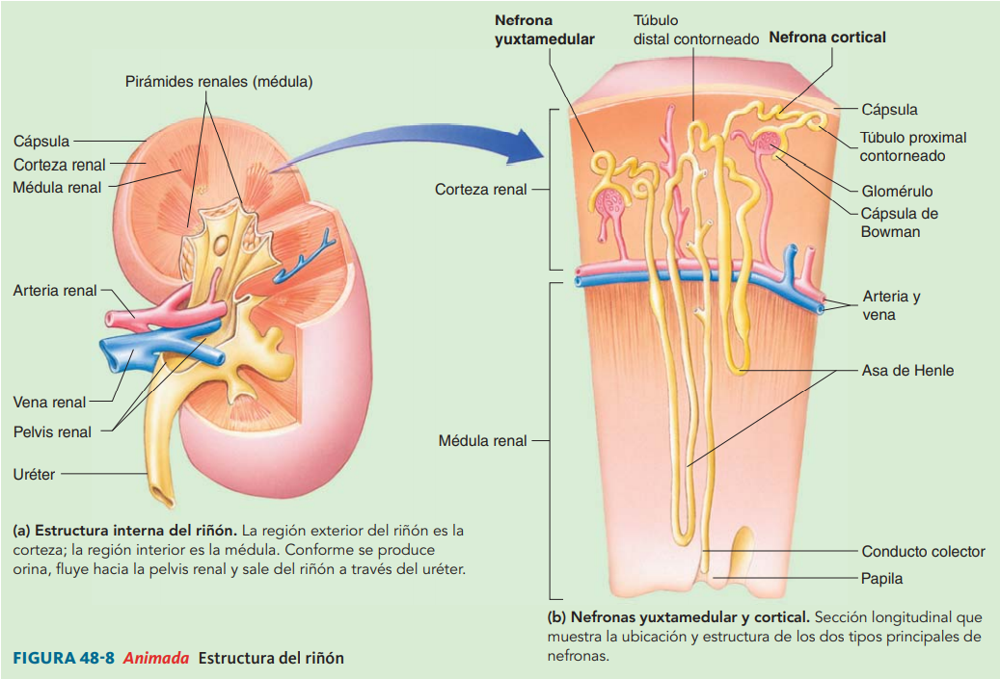 Nefrona
yuxtamedular
Túbulo
distal contorneado
Nefrona cortical
Pirámides renales (médula)
Cápsula
Corteza renal
Médula renal
Arteria renal
Vena renal
Pelvis renal
Uréter
Corteza renal
Médula renal
Cápsula
Túbulo proximal
contorneado
Glomérulo
Cápsula de
Bowman
Arteria y
vena
Asa de Henle
Conducto colector
Papila
(a) Estructura interna del riñón. La región exterior del riñón es la
corteza; la región interior es la médula. Conforme se produce
orina, fluye hacia la pelvis renal y sale del riñón a través del uréter.
(b) Nefronas yuxtamedular y cortical. Sección longitudinal que
muestra la ubicación y estructura de los dos tipos principales de
nefronas.
FIGURA 48-8 Animada Estructura del riñón